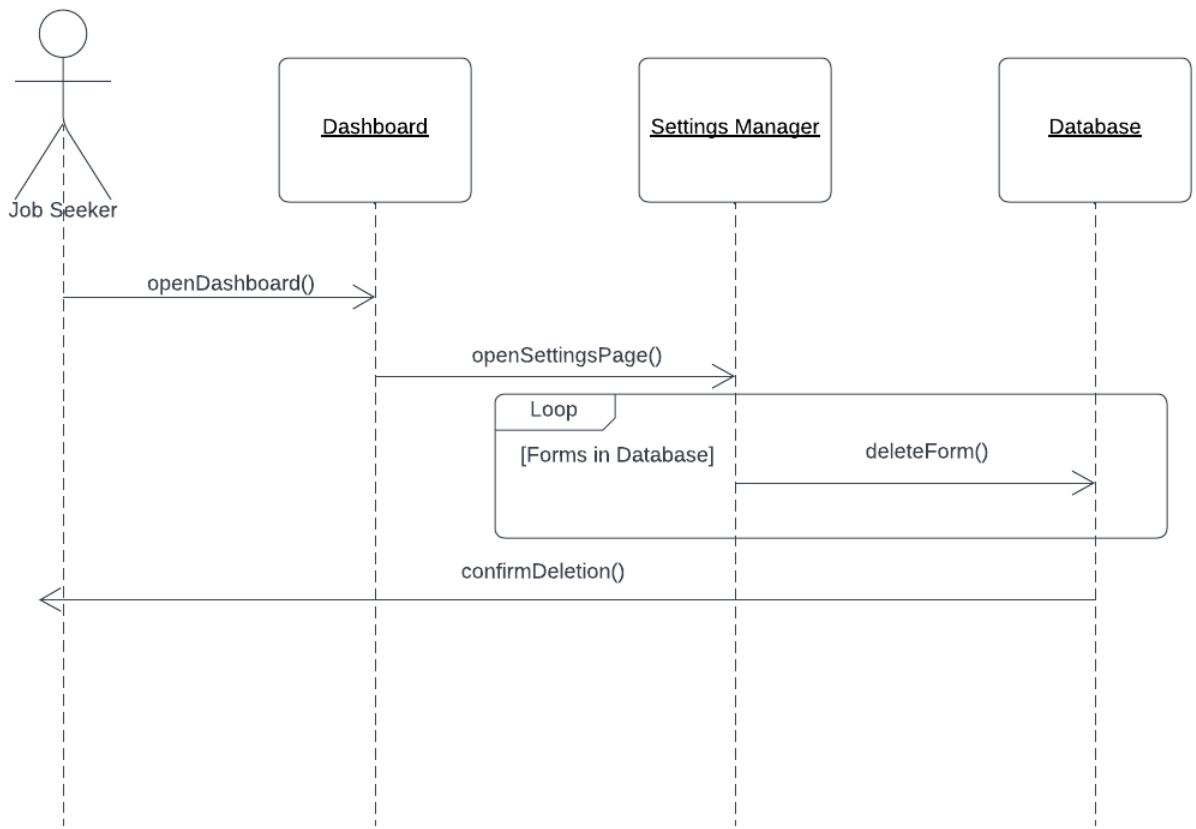 Dashboard
Settings Manager
Database
Job Seeker
openDashboard()
openSettingsPage()
Loop
[Forms in Database]
deleteForm()
confirmDeletion()